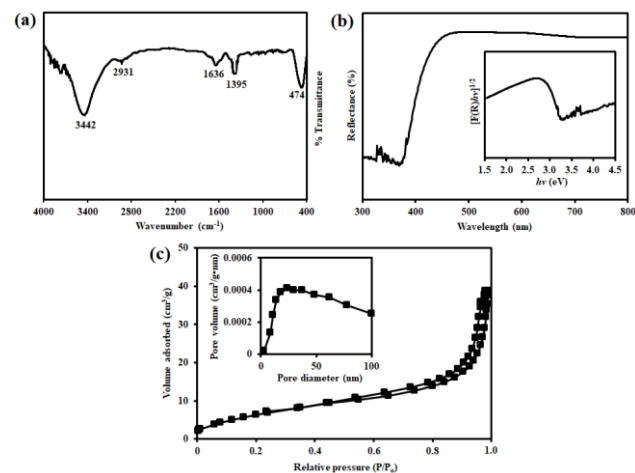 (a)
2931
1636
1395
3442
474
% Transmittance
4000 3400 2800 2200 1600 1000 400
Wavenumber (cm⁻¹)
(b)
Reflectance (%)
[F(R)hν]^1/2
1.5 2.0 2.5 3.0 3.5 4.0 4.5
hν (eV)
300 400 500 600 700 800
Wavelength (nm)
(c)
Volume adsorbed (cm³/g)
50
40
30
20
10
0
Pore volume (cm³/g•nm)
0.0006
0.0004
0.0002
0
0 50 100
Pore diameter (nm)
0.0 0.2 0.4 0.6 0.8 1.0
Relative pressure (P/Pₒ)